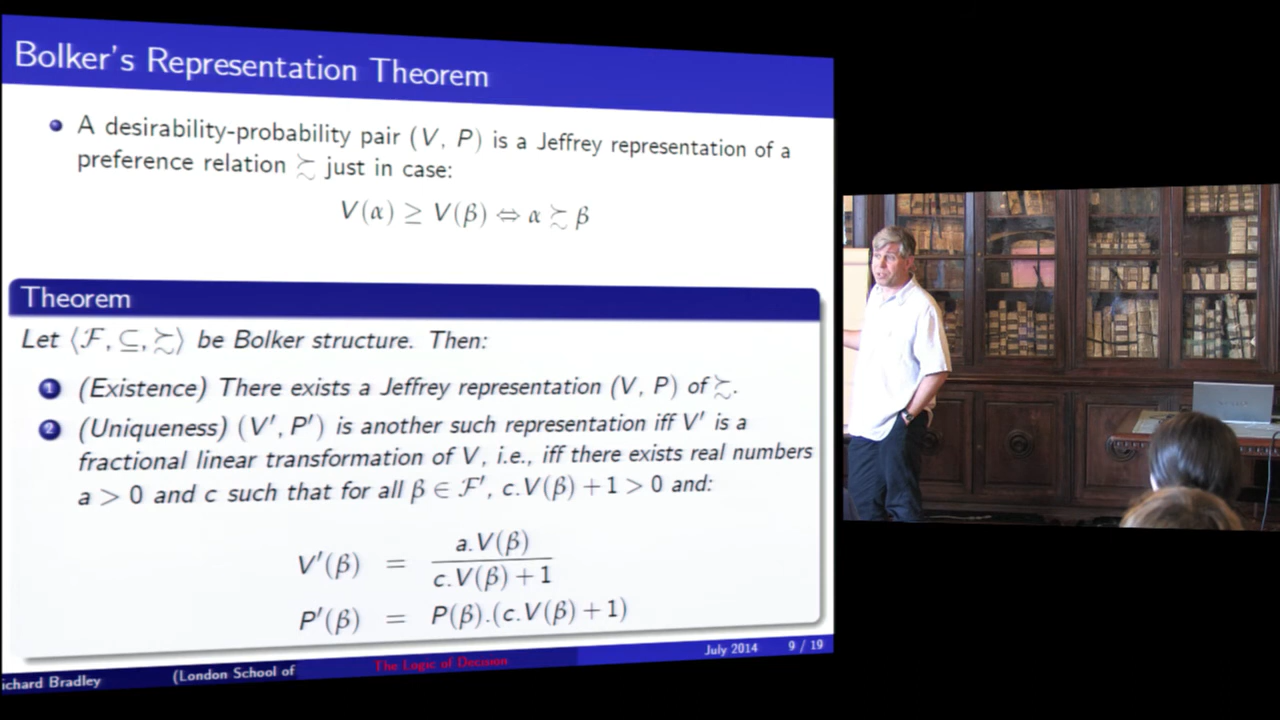 Bolker's Representation Theorem
A desirability-probability pair (V, P) is a Jeffrey representation of a
preference relation ≿ just in case:
V(α) ≥ V(β) ⇔ α ≿ β
Theorem
Let ⟨F, ⊆, ≿⟩ be Bolker structure. Then:
1 (Existence) There exists a Jeffrey representation (V, P) of ≿.
2 (Uniqueness) (V′, P′) is another such representation iff V′ is a
fractional linear transformation of V, i.e., iff there exists real numbers
a > 0 and c such that for all β ∈ F′, c.V(β) + 1 > 0 and:
V′(β) = a.V(β) / c.V(β) + 1
P′(β) = P(β).(c.V(β) + 1)
ichard Bradley (London School of The Logic of Decision July 2014 9 / 19